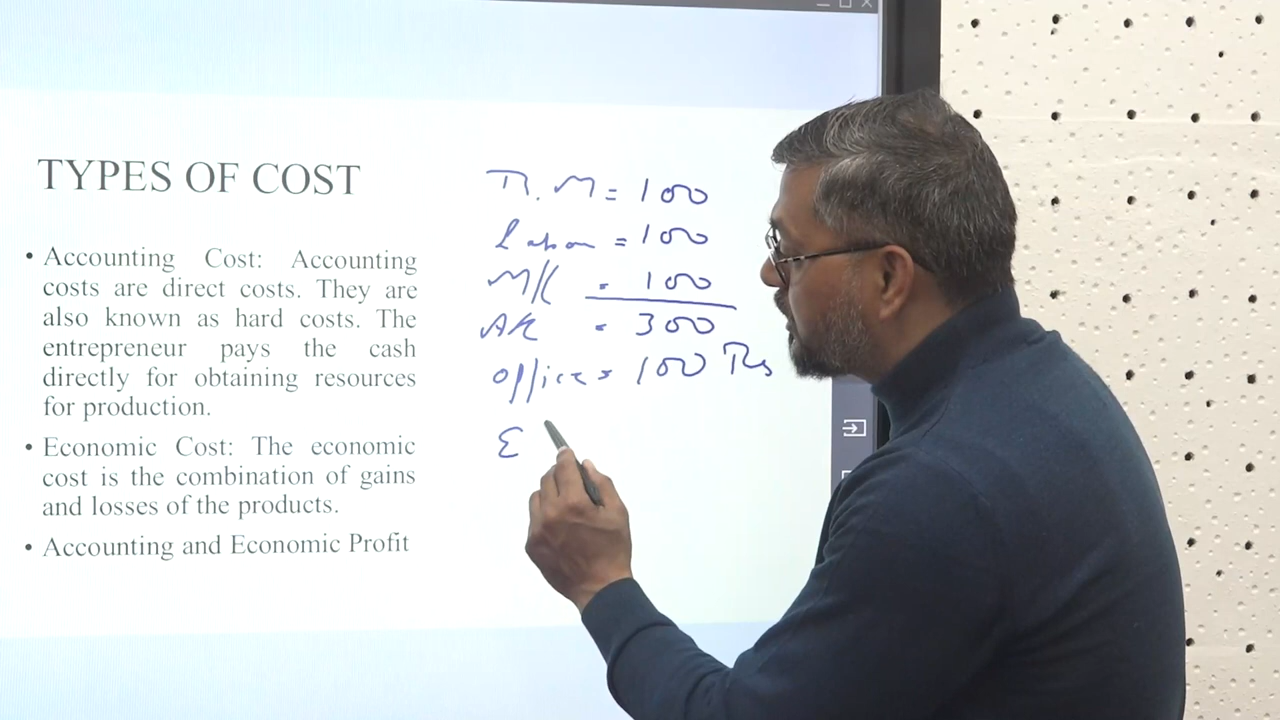 TYPES OF COST
• Accounting Cost: Accounting
costs are direct costs. They are
also known as hard costs. The
entrepreneur pays the cash
directly for obtaining resources
for production.
• Economic Cost: The economic
cost is the combination of gains
and losses of the products.
• Accounting and Economic Profit
R.M = 100
Labour = 100
= 100
= 300
Office = 100 Rs
E